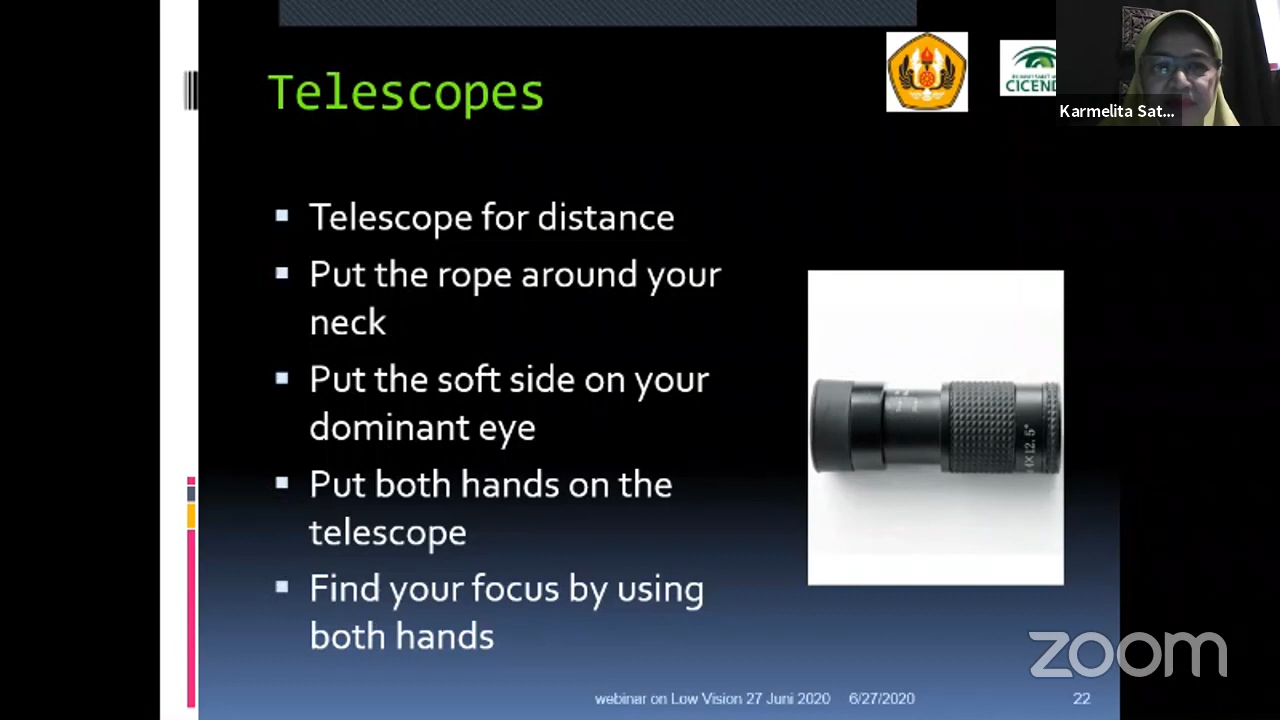 Telescopes
CICEND
Karmelita Sat...
Telescope for distance
Put the rope around your
neck
Put the soft side on your
dominant eye
Put both hands on the
telescope
Find your focus by using
both hands
4X12.5°
zoom
webinar on Low Vision 27 Juni 2020 6/27/2020 22